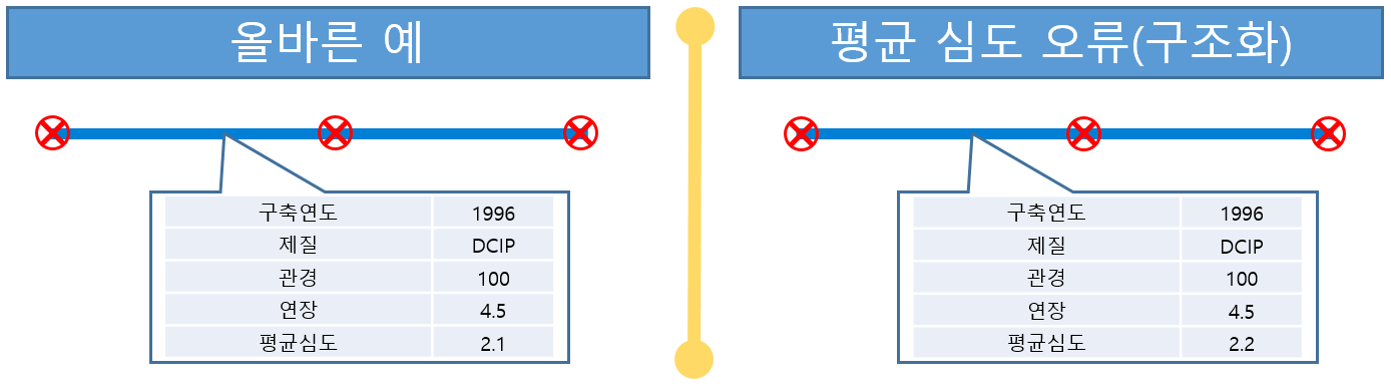 올바른 예
구축연도 1996
제질 DCIP
관경 100
연장 4.5
평균심도 2.1
평균 심도 오류(구조화)
구축연도 1996
제질 DCIP
관경 100
연장 4.5
평균심도 2.2